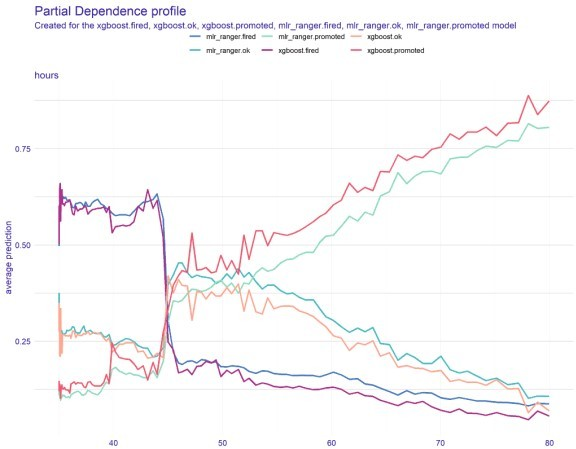 Partial Dependence profile
Created for the xgboost.fired, xgboost.ok, xgboost.promoted, mlr_ranger.fired, mlr_ranger.ok, mlr_ranger.promoted model
mlr_ranger.fired mlr_ranger.promoted xgboost.ok
mlr_ranger.ok xgboost.fired xgboost.promoted
hours
0.75
0.50
0.25
average prediction
40 50 60 70 80